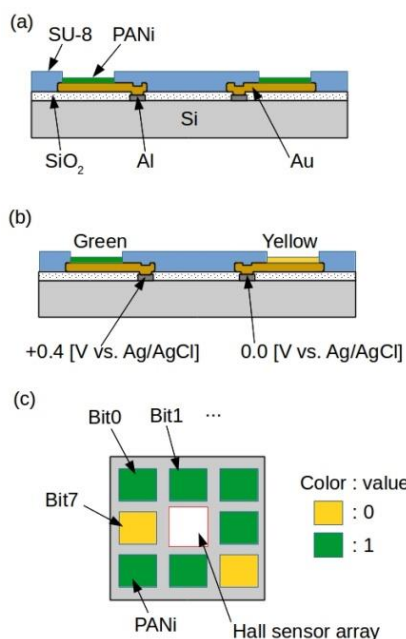 (a)
SU-8 PANi
Si
SiO2 Al Au
(b)
Green Yellow
+0.4 [V vs. Ag/AgCl] 0.0 [V vs. Ag/AgCl]
(c)
Bit0 Bit1 ...
Bit7
Color : value
: 0
: 1
PANi Hall sensor array